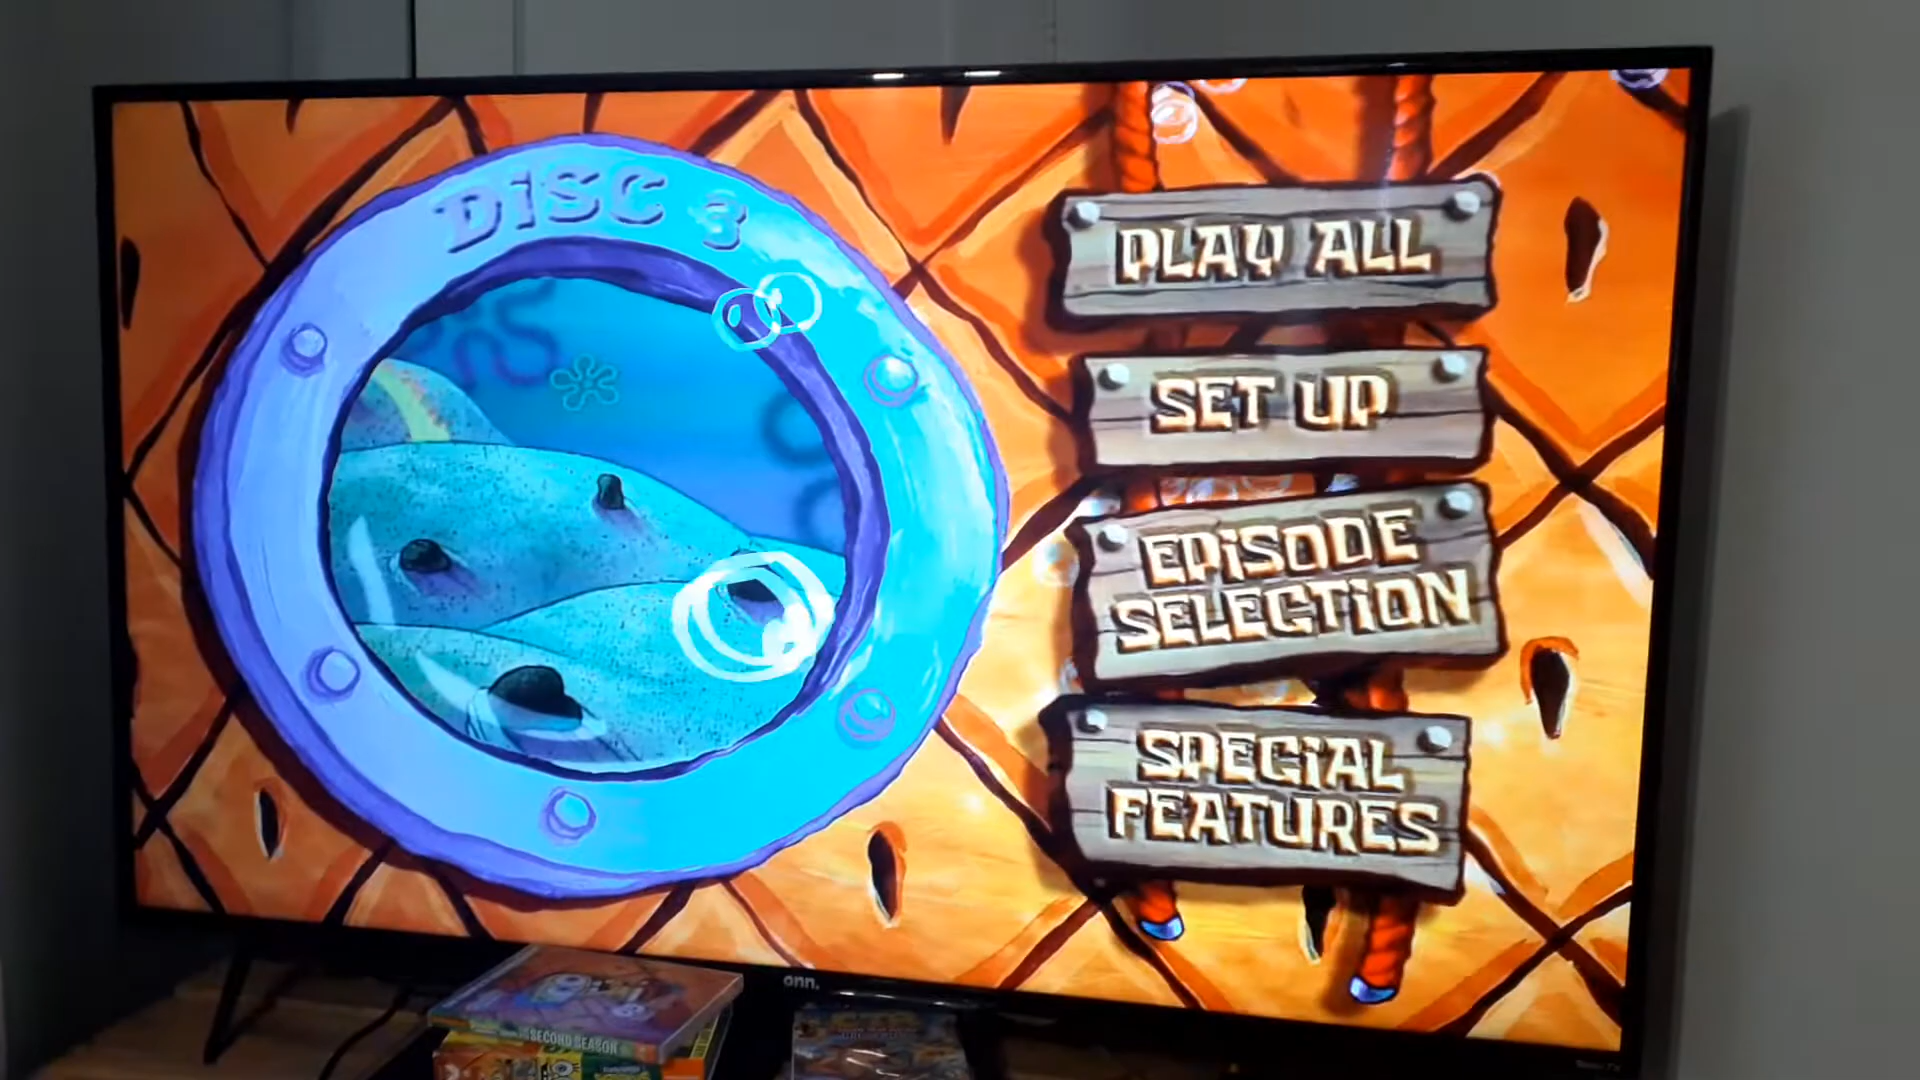 DiSC 3
PLAY ALL
SET UP
EPiSODE
SELECTiON
SPECiAL
FEATURES
onn.
SECOND SEASON